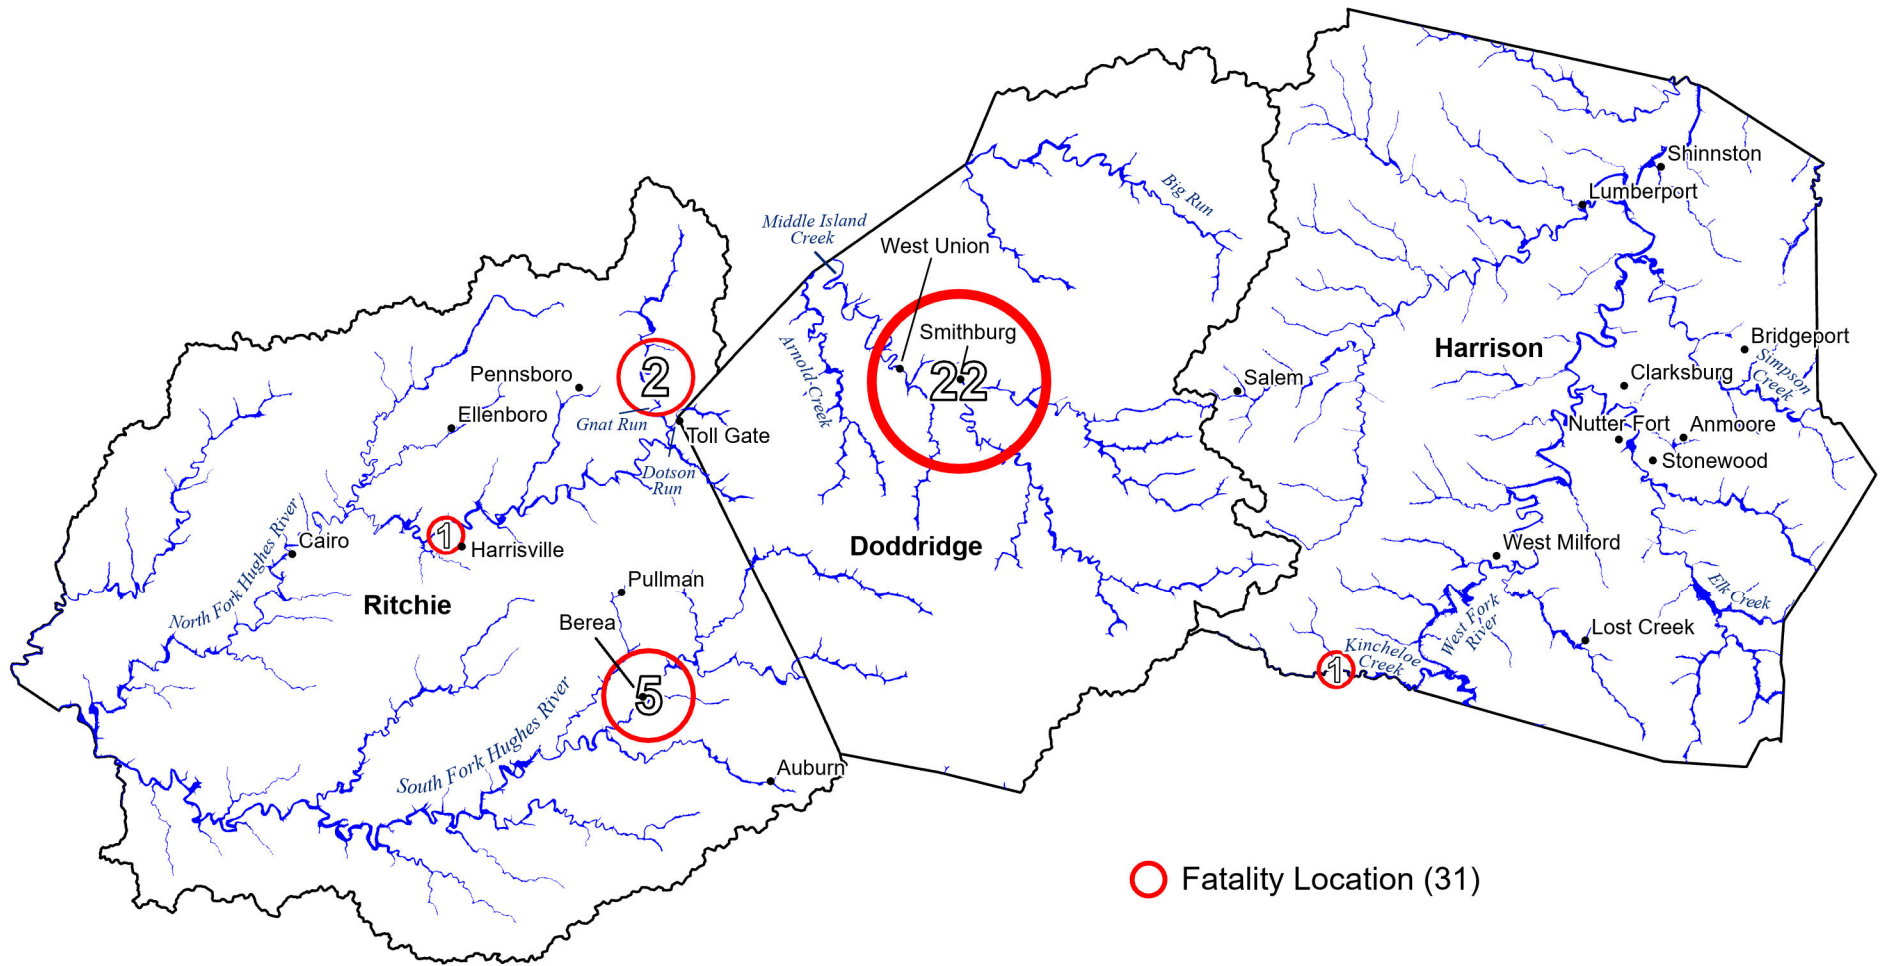 Shinnston
Lumberport
Big Run
Middle Island
Creek
West Union
Smithburg
Arnold Creek
22
Harrison
Bridgeport
Simpson
Creek
Clarksburg
Salem
Nutter Fort
Anmoore
Stonewood
Pennsboro
2
Ellenboro
Gnat Run
Toll Gate
Dotson
Run
North Fork Hughes River
Cairo
1
Harrisville
Doddridge
West Milford
Elk Creek
West Fork
River
Lost Creek
Kincheloe
Creek
1
Ritchie
Pullman
Berea
5
South Fork Hughes River
Auburn
Fatality Location (31)